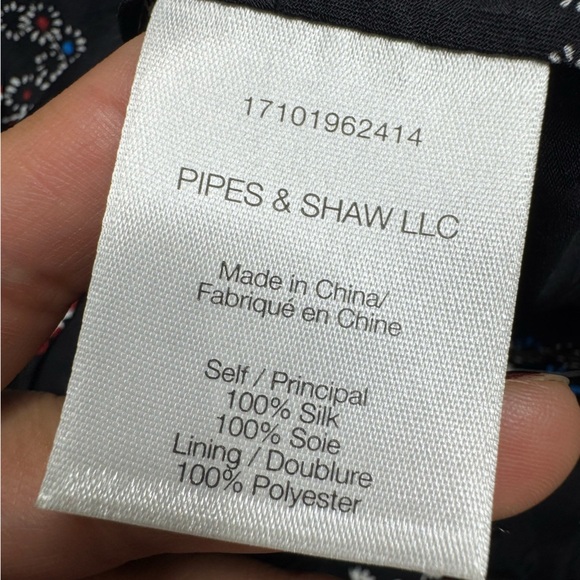 17101962414
PIPES & SHAW LLC
Made in China/
Fabriqué en Chine
Self / Principal
100% Silk
100% Soie
Lining / Doublure
100% Polyester